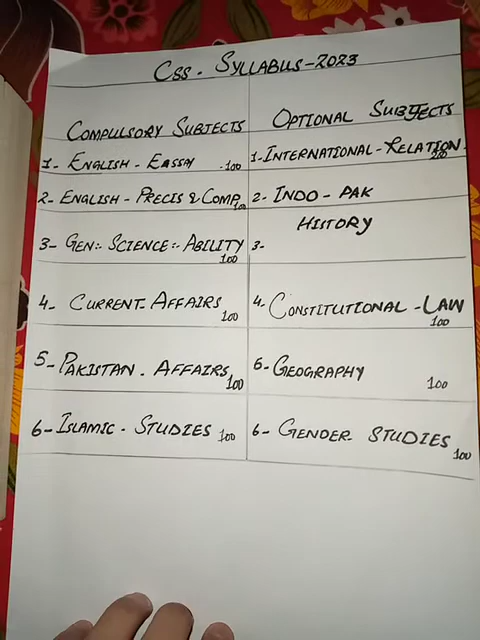 CSS. SYLLABUS-2023
COMPULSORY SUBJECTS
1- ENGLISH - EASSAY - 100
2- ENGLISH - PRECIS & COMP. 100
3- GEN:- SCIENCE:- ABILITY
100
4- CURRENT-AFFAIRS
100
5- PAKISTAN. AFFAIRS
100
6- ISLAMIC - STUDIES 100
OPTIONAL SUBJECTS
1- INTERNATIONAL-RELATION.
200
2- INDO - PAK
HISTORY
3-
4. CONSTITUTIONAL-LAW
100
6- GEOGRAPHY
100
6- GENDER STUDIES
100